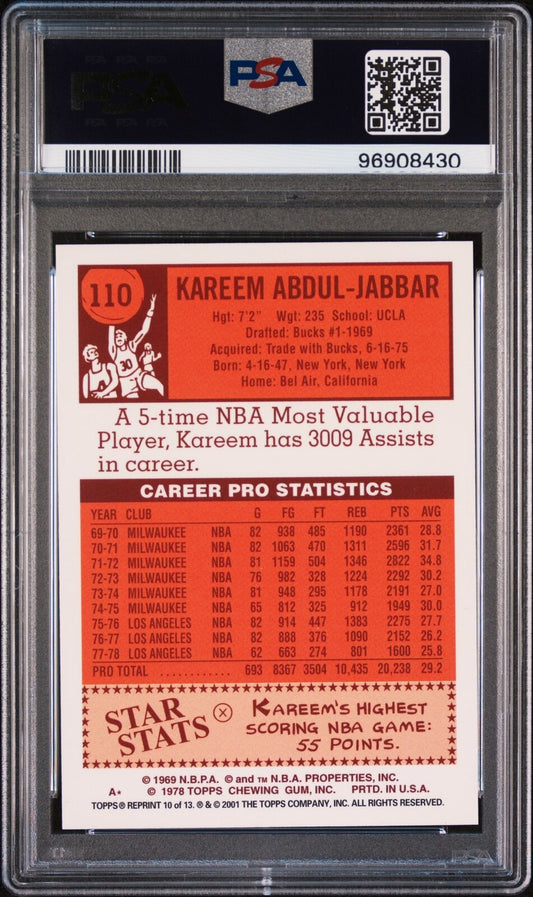 PSA
PSA
96908430
110
30
KAREEM ABDUL-JABBAR
Hgt: 7'2" Wgt: 235 School: UCLA
Drafted: Bucks #1-1969
Acquired: Trade with Bucks, 6-16-75
Born: 4-16-47, New York, New York
Home: Bel Air, California
A 5-time NBA Most Valuable
Player, Kareem has 3009 Assists
in career.
CAREER PRO STATISTICS
YEAR CLUB G FG FT REB PTS AVG
69-70 MILWAUKEE NBA 82 938 485 1190 2361 28.8
70-71 MILWAUKEE NBA 82 1063 470 1311 2596 31.7
71-72 MILWAUKEE NBA 81 1159 504 1346 2822 34.8
72-73 MILWAUKEE NBA 76 982 328 1224 2292 30.2
73-74 MILWAUKEE NBA 81 948 295 1178 2191 27.0
74-75 MILWAUKEE NBA 65 812 325 912 1949 30.0
75-76 LOS ANGELES NBA 82 914 447 1383 2275 27.7
76-77 LOS ANGELES NBA 82 888 376 1090 2152 26.2
77-78 LOS ANGELES NBA 62 663 274 801 1600 25.8
PRO TOTAL ............ 693 8367 3504 10,435 20,238 29.2
STAR
STATS
X
KAREEM'S HIGHEST
SCORING NBA GAME:
55 POINTS.
© 1969 N.B.P.A. © and TM N.B.A. PROPERTIES, INC.
A* © 1978 TOPPS CHEWING GUM, INC. PRTD. IN U.S.A.
TOPPS® REPRINT 10 of 13. ® & © 2001 THE TOPPS COMPANY, INC. ALL RIGHTS RESERVED.